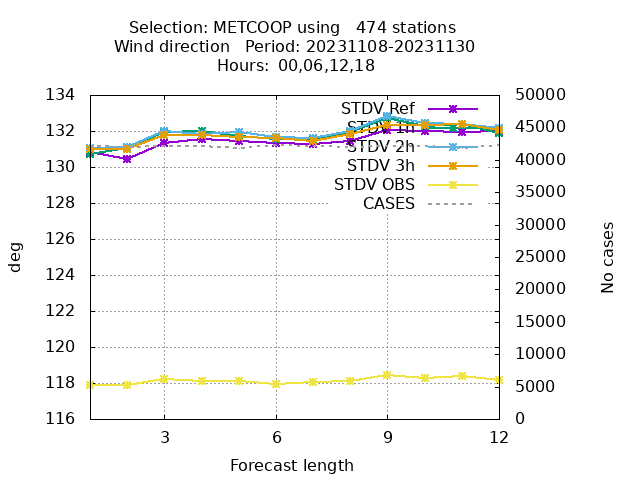 Selection: METCOOP using   474 stations
Wind direction   Period: 20231108-20231130
Hours:  00,06,12,18
134
132
130
128
126
124
122
120
118
116
deg
50000
45000
40000
35000
30000
25000
20000
15000
10000
5000
0
No cases
STDV Ref
STDV 1h
STDV 2h
STDV 3h
STDV OBS
CASES
3
6
9
12
Forecast length